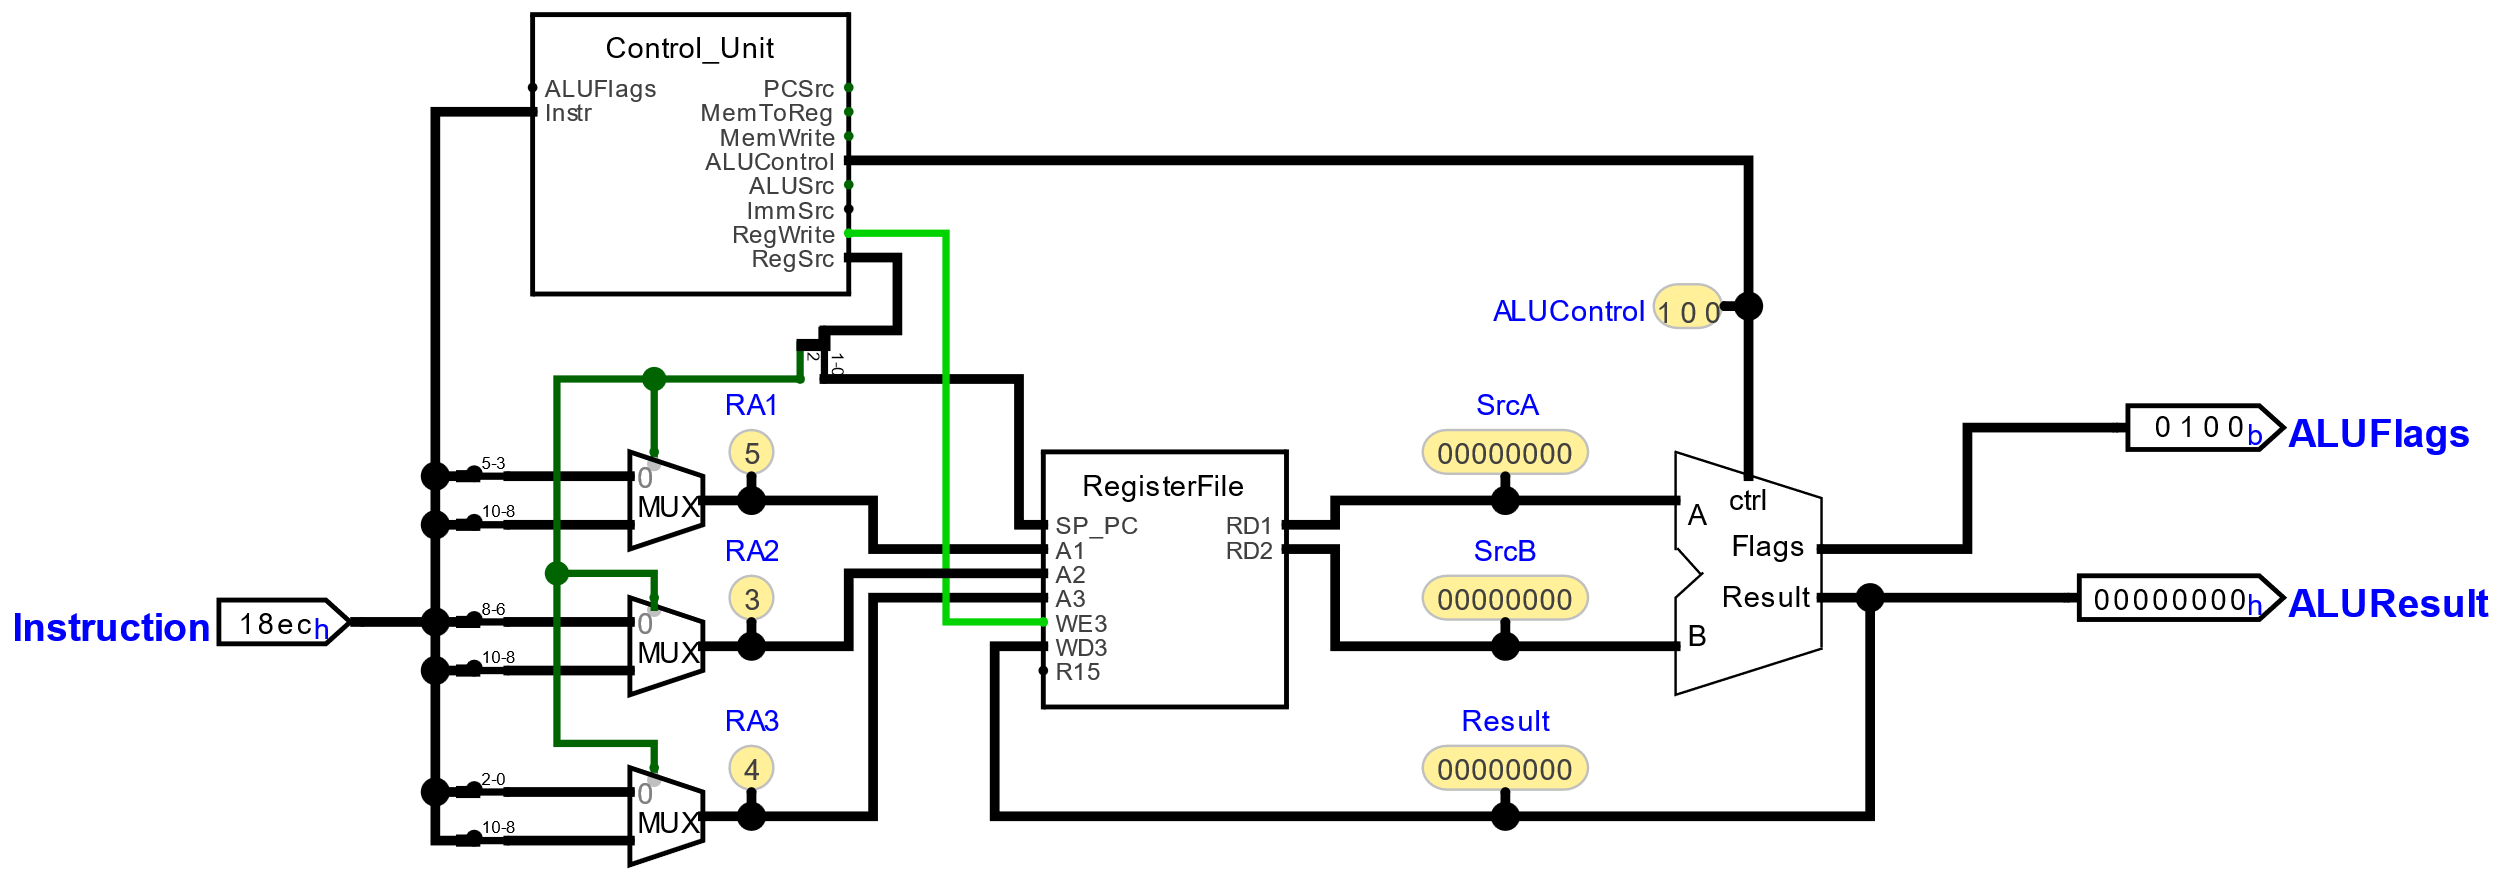 Control_Unit
ALUFlags
Instr
PCSrc
MemToReg
MemWrite
ALUControl
ALUSrc
ImmSrc
RegWrite
RegSrc
2
1-0
ALUControl
1 0 0
RA1
5
5-3
0
MUX
10-8
RA2
3
8-6
0
MUX
10-8
RA3
4
2-0
0
MUX
10-8
Instruction
18ec h
RegisterFile
SP_PC
A1
A2
A3
WE3
WD3
R15
RD1
RD2
SrcA
00000000
SrcB
00000000
Result
00000000
ctrl
A
Flags
Result
B
0 1 0 0 b
ALUFlags
00000000 h
ALUResult